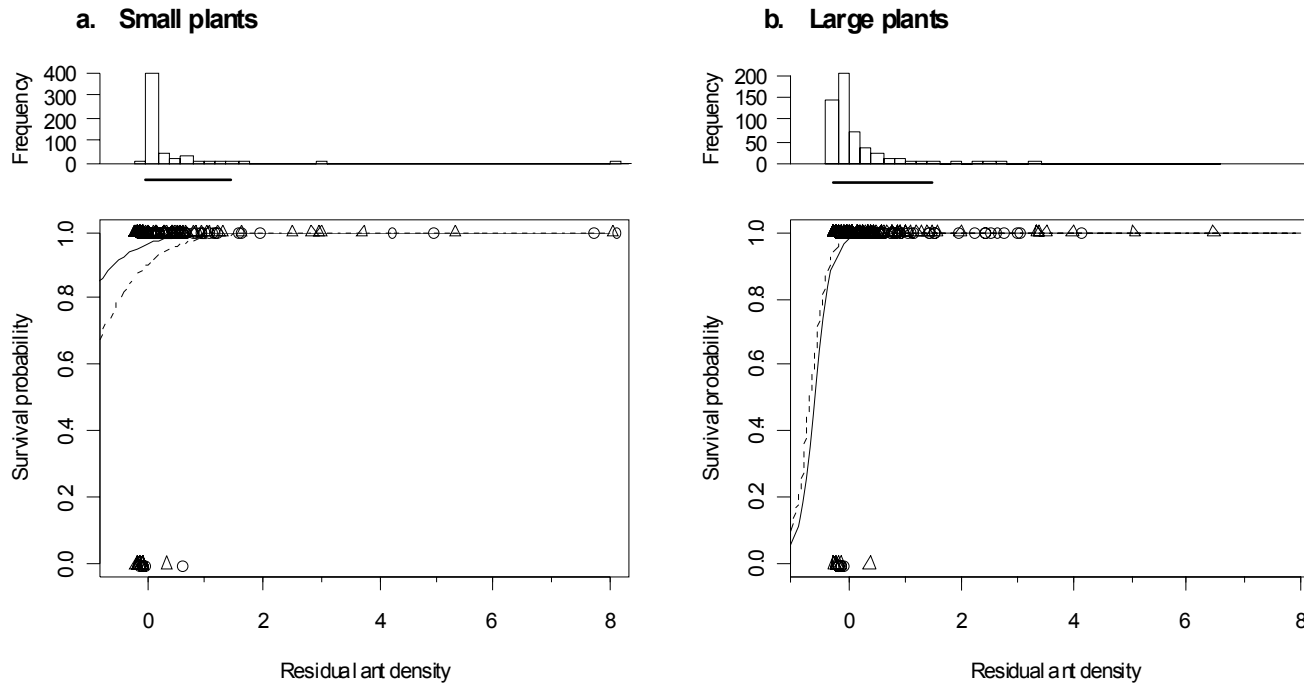 a. Small plants
Frequency
400
300
200
100
0
Survival probability
1.0
0.8
0.6
0.4
0.2
0.0
0 2 4 6 8
Residual ant density
b. Large plants
Frequency
200
150
100
50
0
Survival probability
1.0
0.8
0.6
0.4
0.2
0.0
0 2 4 6 8
Residual ant density